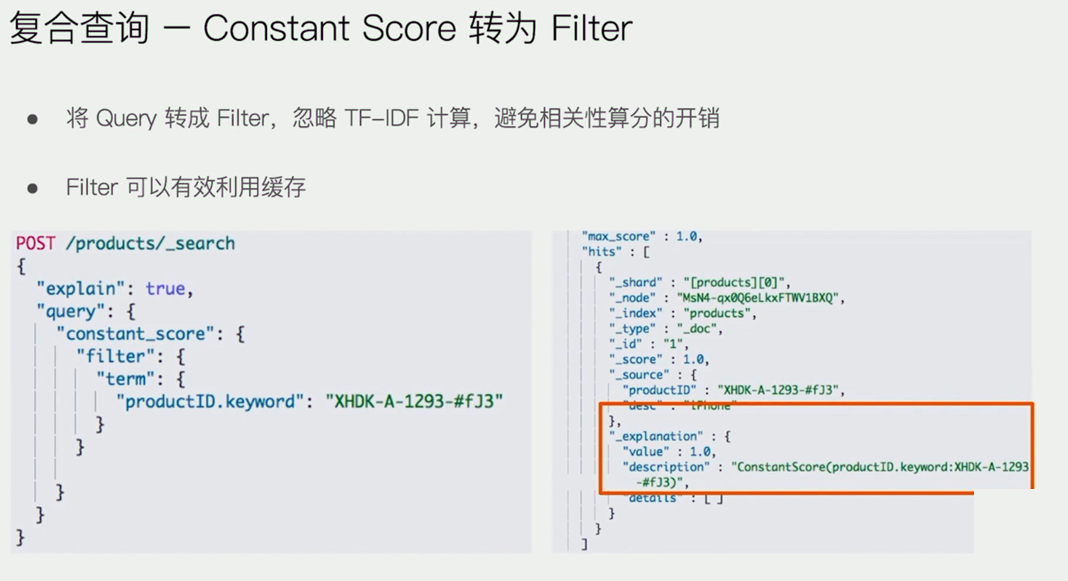 复合查询 — Constant Score 转为 Filter
● 将 Query 转成 Filter，忽略 TF-IDF 计算，避免相关性算分的开销
● Filter 可以有效利用缓存
POST /products/_search
{
"explain": true,
"query": {
"constant_score": {
"filter": {
"term": {
"productID.keyword": "XHDK-A-1293-#fJ3"
}
}
}
}
}
"max_score" : 1.0,
"hits" : [
{
"_shard" : "[products][0]",
"_node" : "MsN4-qx0Q6eLkxFTWV1BXQ",
"_index" : "products",
"_type" : "_doc",
"_id" : "1",
"_score" : 1.0,
"_source" : {
"productID" : "XHDK-A-1293-#fJ3",
"desc" : "iPhone"
},
"_explanation" : {
"value" : 1.0,
"description" : "ConstantScore(productID.keyword:XHDK-A-1293
-#fJ3)",
"details" : [ ]
}
}
]